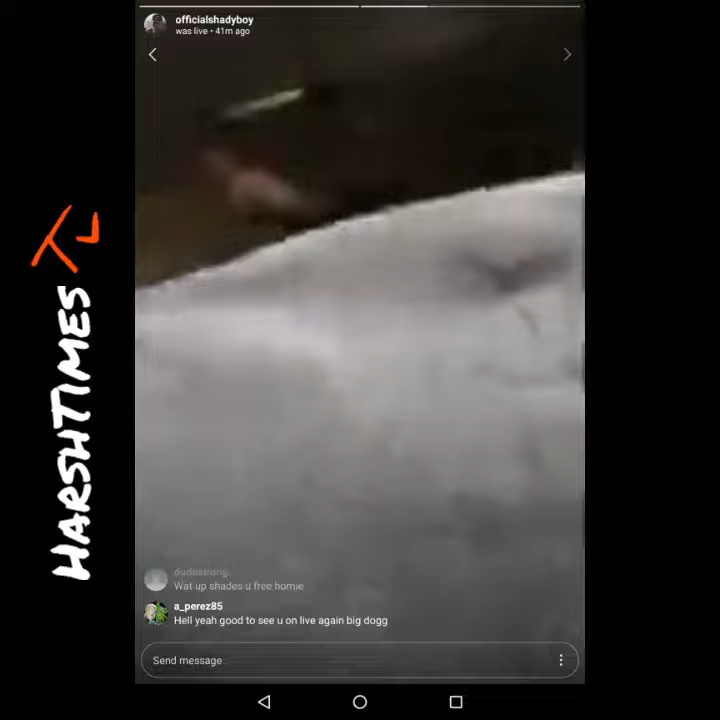 officialshadyboy
was live • 41m ago
HARSHTIMES
Wat up shades u free homie
a_perez85
Hell yeah good to see u on live again big dogg
Send message